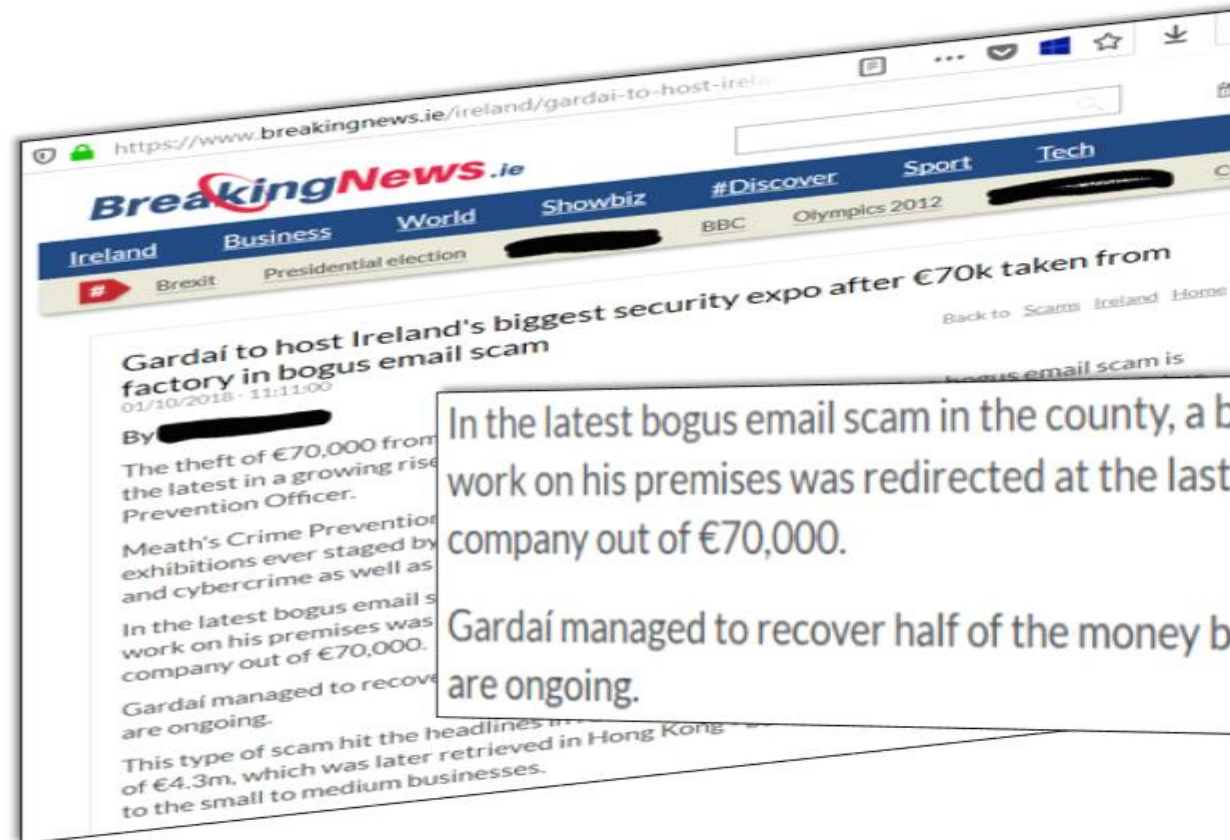 https://www.breakingnews.ie/ireland/gardai-to-host-irela
BreakingNews.ie
Ireland Business World Showbiz #Discover Sport Tech
# Brexit Presidential election BBC Olympics 2012
Gardaí to host Ireland's biggest security expo after €70k taken from
factory in bogus email scam
01/10/2018 - 11:11:00
Back to Scams Ireland Home
By
The theft of €70,000 from bogus email scam is
the latest in a growing rise
Prevention Officer.
Meath's Crime Prevention
exhibitions ever staged by
and cybercrime as well as
In the latest bogus email s
work on his premises was
company out of €70,000.
Gardaí managed to recove
are ongoing.
This type of scam hit the headlines in
of €4.3m, which was later retrieved in Hong Kong
to the small to medium businesses.
In the latest bogus email scam in the county, a b
work on his premises was redirected at the last
company out of €70,000.
Gardaí managed to recover half of the money b
are ongoing.